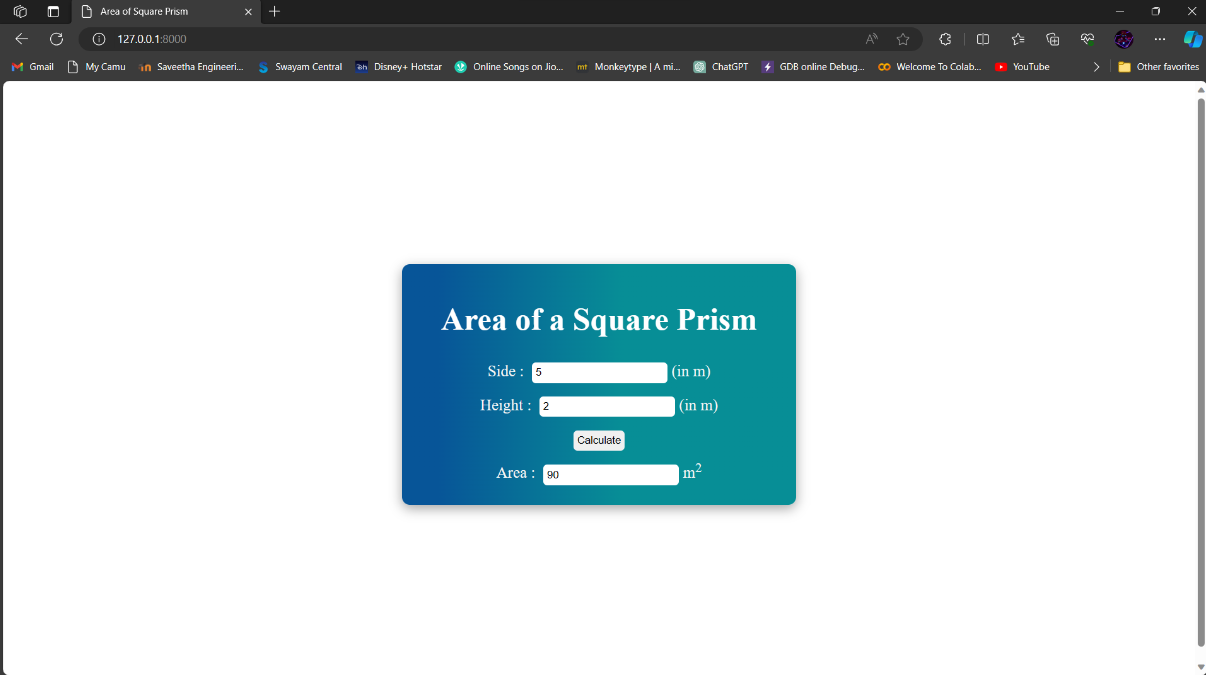 Area of Square Prism
127.0.0.1:8000
Gmail My Camu Saveetha Engineeri... Swayam Central Disney+ Hotstar Online Songs on Jio... mt Monkeytype | A mi... ChatGPT GDB online Debug... Welcome To Colab... YouTube Other favorites
Area of a Square Prism
Side : 5 (in m)
Height : 2 (in m)
Calculate
Area : 90 m²